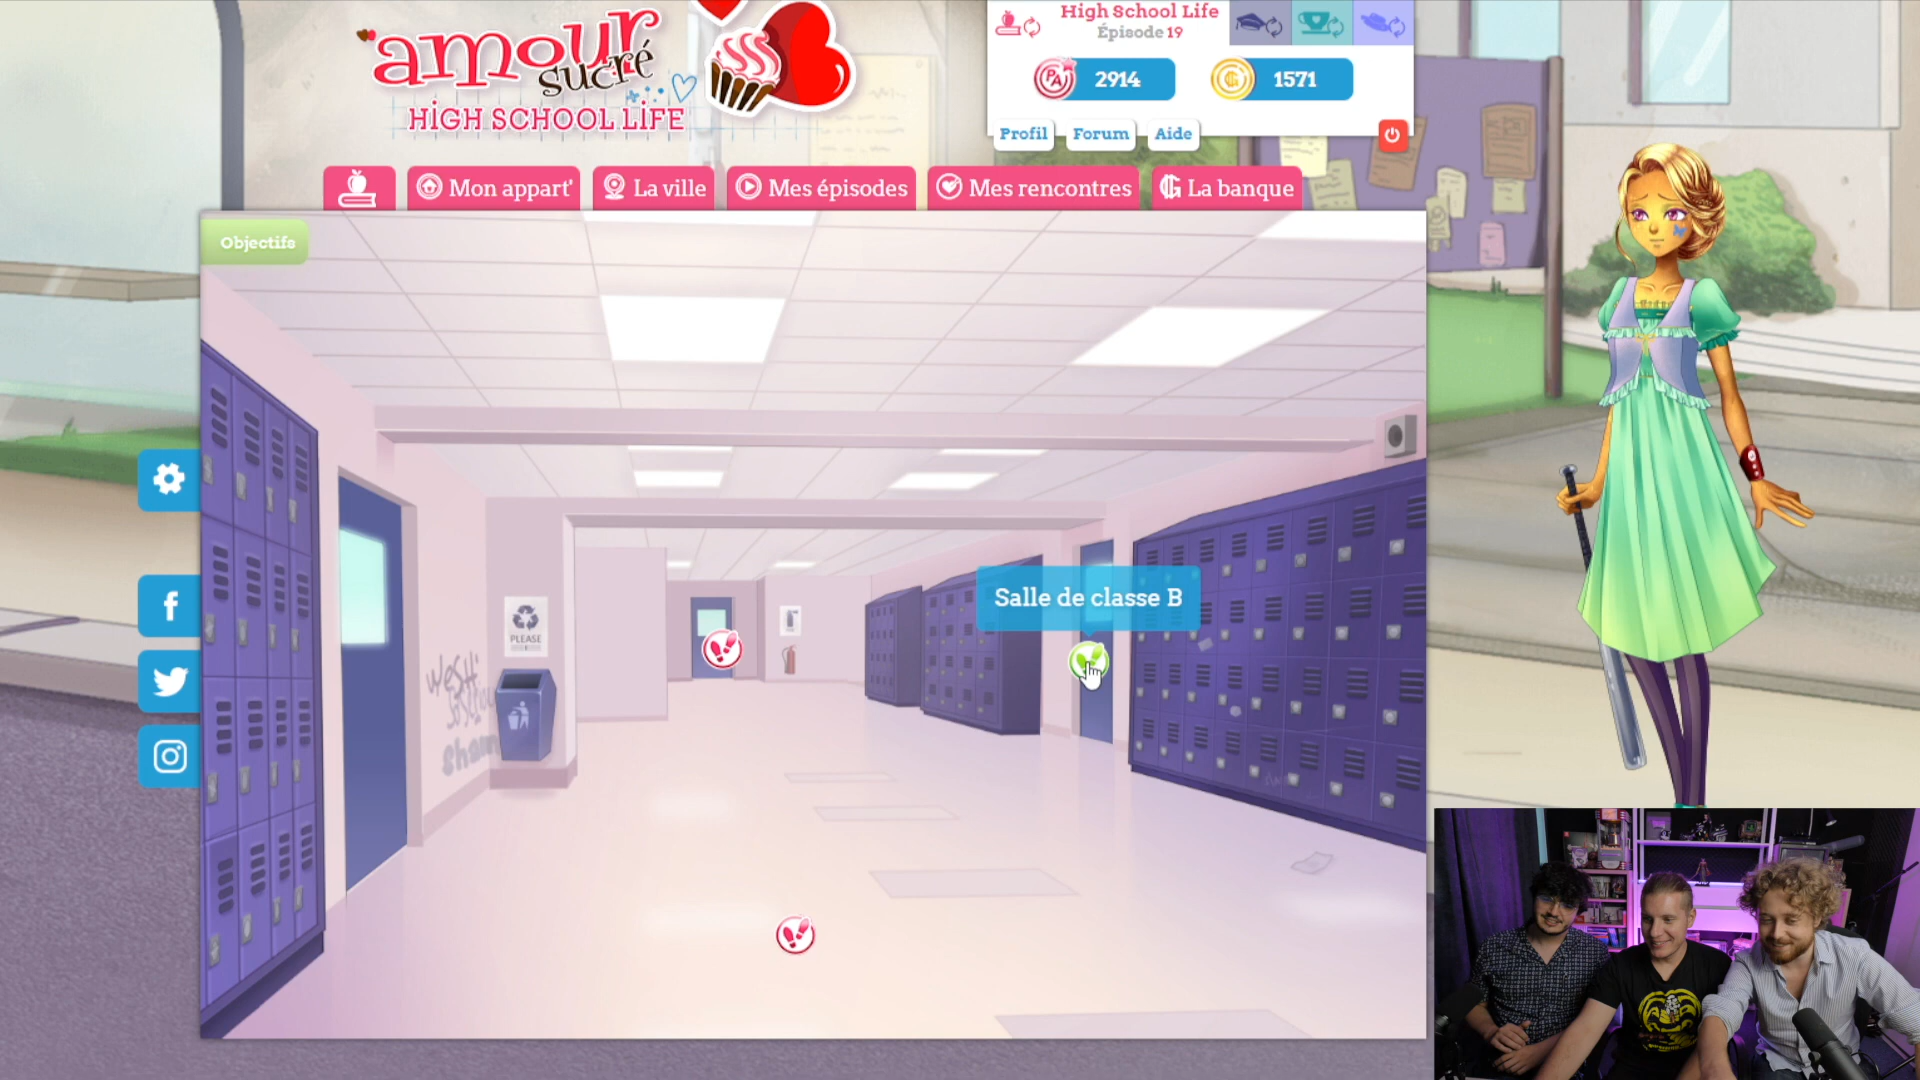 amour
sucré
HIGH SCHOOL LIFE
High School Life
Épisode 19
PA
2914
1571
Profil
Forum
Aide
Mon appart'
La ville
Mes épisodes
Mes rencontres
La banque
Objectifs
Salle de classe B
PLEASE